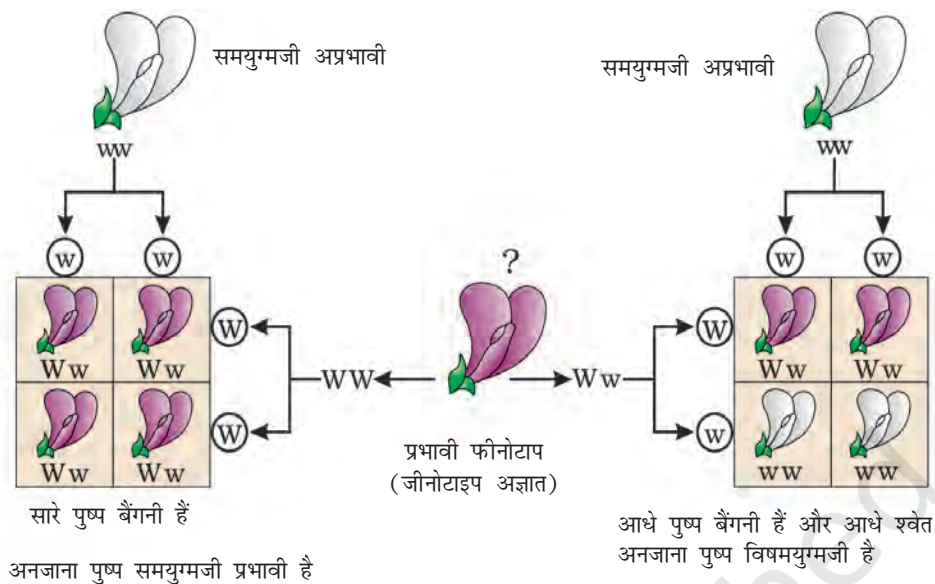 समयुग्मजी अप्रभावी
समयुग्मजी अप्रभावी
ww
ww
w w
w w
?
Ww Ww
W
WW
Ww
W
Ww Ww
Ww Ww
W
w
ww ww
प्रभावी फीनोटाप
(जीनोटाइप अज्ञात)
सारे पुष्प बैंगनी हैं
अनजाना पुष्प समयुग्मजी प्रभावी है
आधे पुष्प बैंगनी हैं और आधे श्वेत
अनजाना पुष्प विषमयुग्मजी है